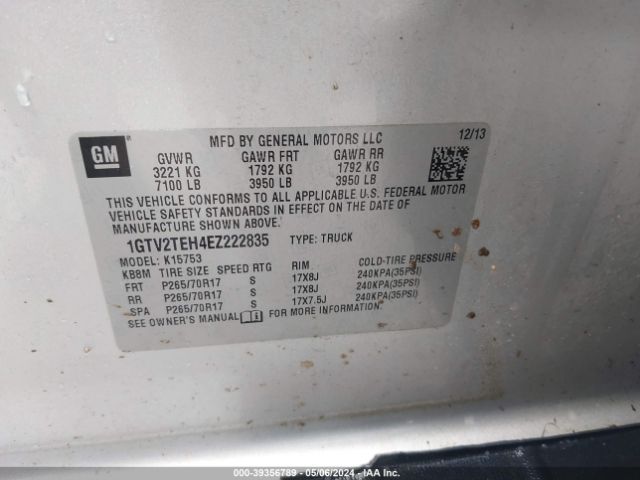 GM
MFD BY GENERAL MOTORS LLC 12/13
GVWR GAWR FRT GAWR RR
3221 KG 1792 KG 1792 KG
7100 LB 3950 LB 3950 LB
THIS VEHICLE CONFORMS TO ALL APPLICABLE U.S. FEDERAL MOTOR
VEHICLE SAFETY STANDARDS IN EFFECT ON THE DATE OF
MANUFACTURE SHOWN ABOVE.
1GTV2TEH4EZ222835 TYPE: TRUCK
MODEL: K15753
KB8M TIRE SIZE SPEED RTG RIM COLD-TIRE PRESSURE
FRT P265/70R17 S 17X8J 240KPA(35PSI)
RR P265/70R17 S 17X8J 240KPA(35PSI)
SPA P265/70R17 S 17X7.5J 240KPA(35PSI)
SEE OWNER'S MANUAL FOR MORE INFORMATION.
000-39356789 - 05/06/2024 - IAAI.COM